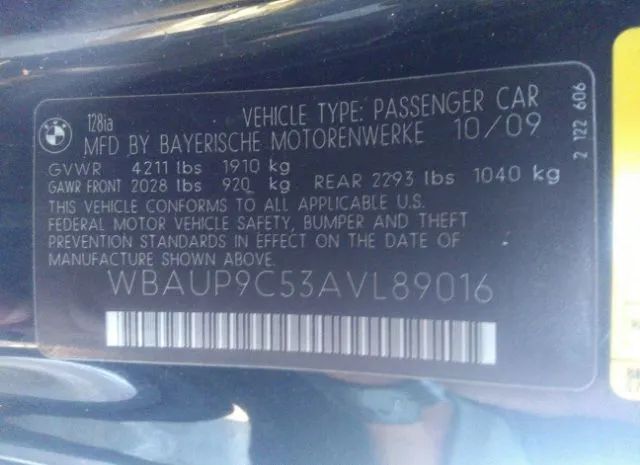 128ia VEHICLE TYPE: PASSENGER CAR
MFD BY BAYERISCHE MOTORENWERKE 10/09
GVWR 4211 lbs 1910 kg
GAWR FRONT 2028 lbs 920 kg REAR 2293 lbs 1040 kg
THIS VEHICLE CONFORMS TO ALL APPLICABLE U.S.
FEDERAL MOTOR VEHICLE SAFETY, BUMPER AND THEFT
PREVENTION STANDARDS IN EFFECT ON THE DATE OF
MANUFACTURE SHOWN ABOVE.
WBAUP9C53AVL89016
2 122 606